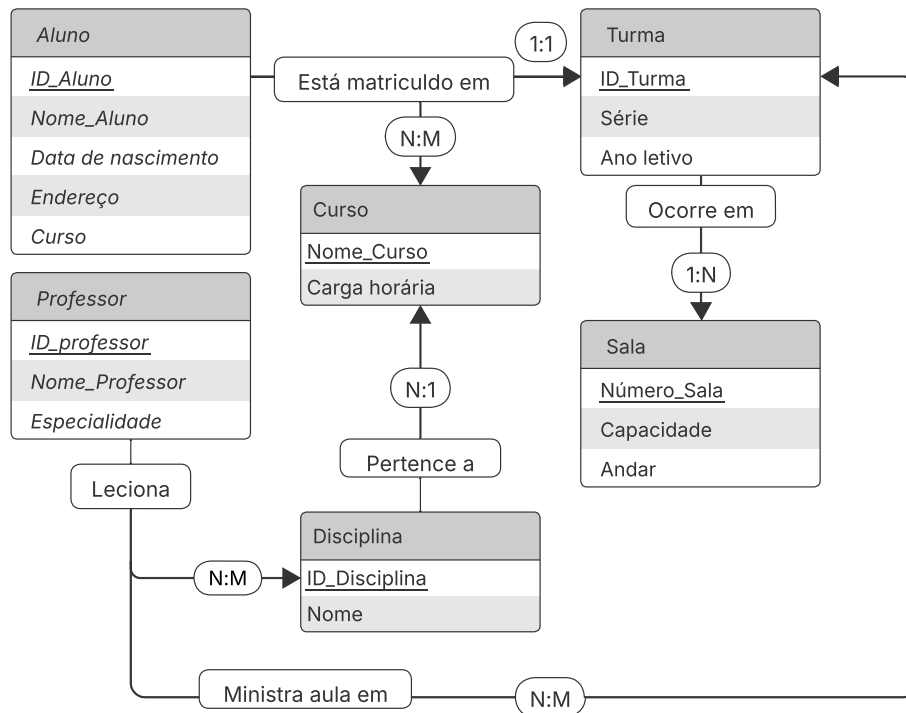 Aluno
ID_Aluno
Nome_Aluno
Data de nascimento
Endereço
Curso
Está matriculdo em
1:1
N:M
Turma
ID_Turma
Série
Ano letivo
Ocorre em
1:N
Curso
Nome_Curso
Carga horária
Professor
ID_professor
Nome_Professor
Especialidade
Sala
Número_Sala
Capacidade
Andar
N:1
Pertence a
Leciona
N:M
Disciplina
ID_Disciplina
Nome
Ministra aula em
N:M